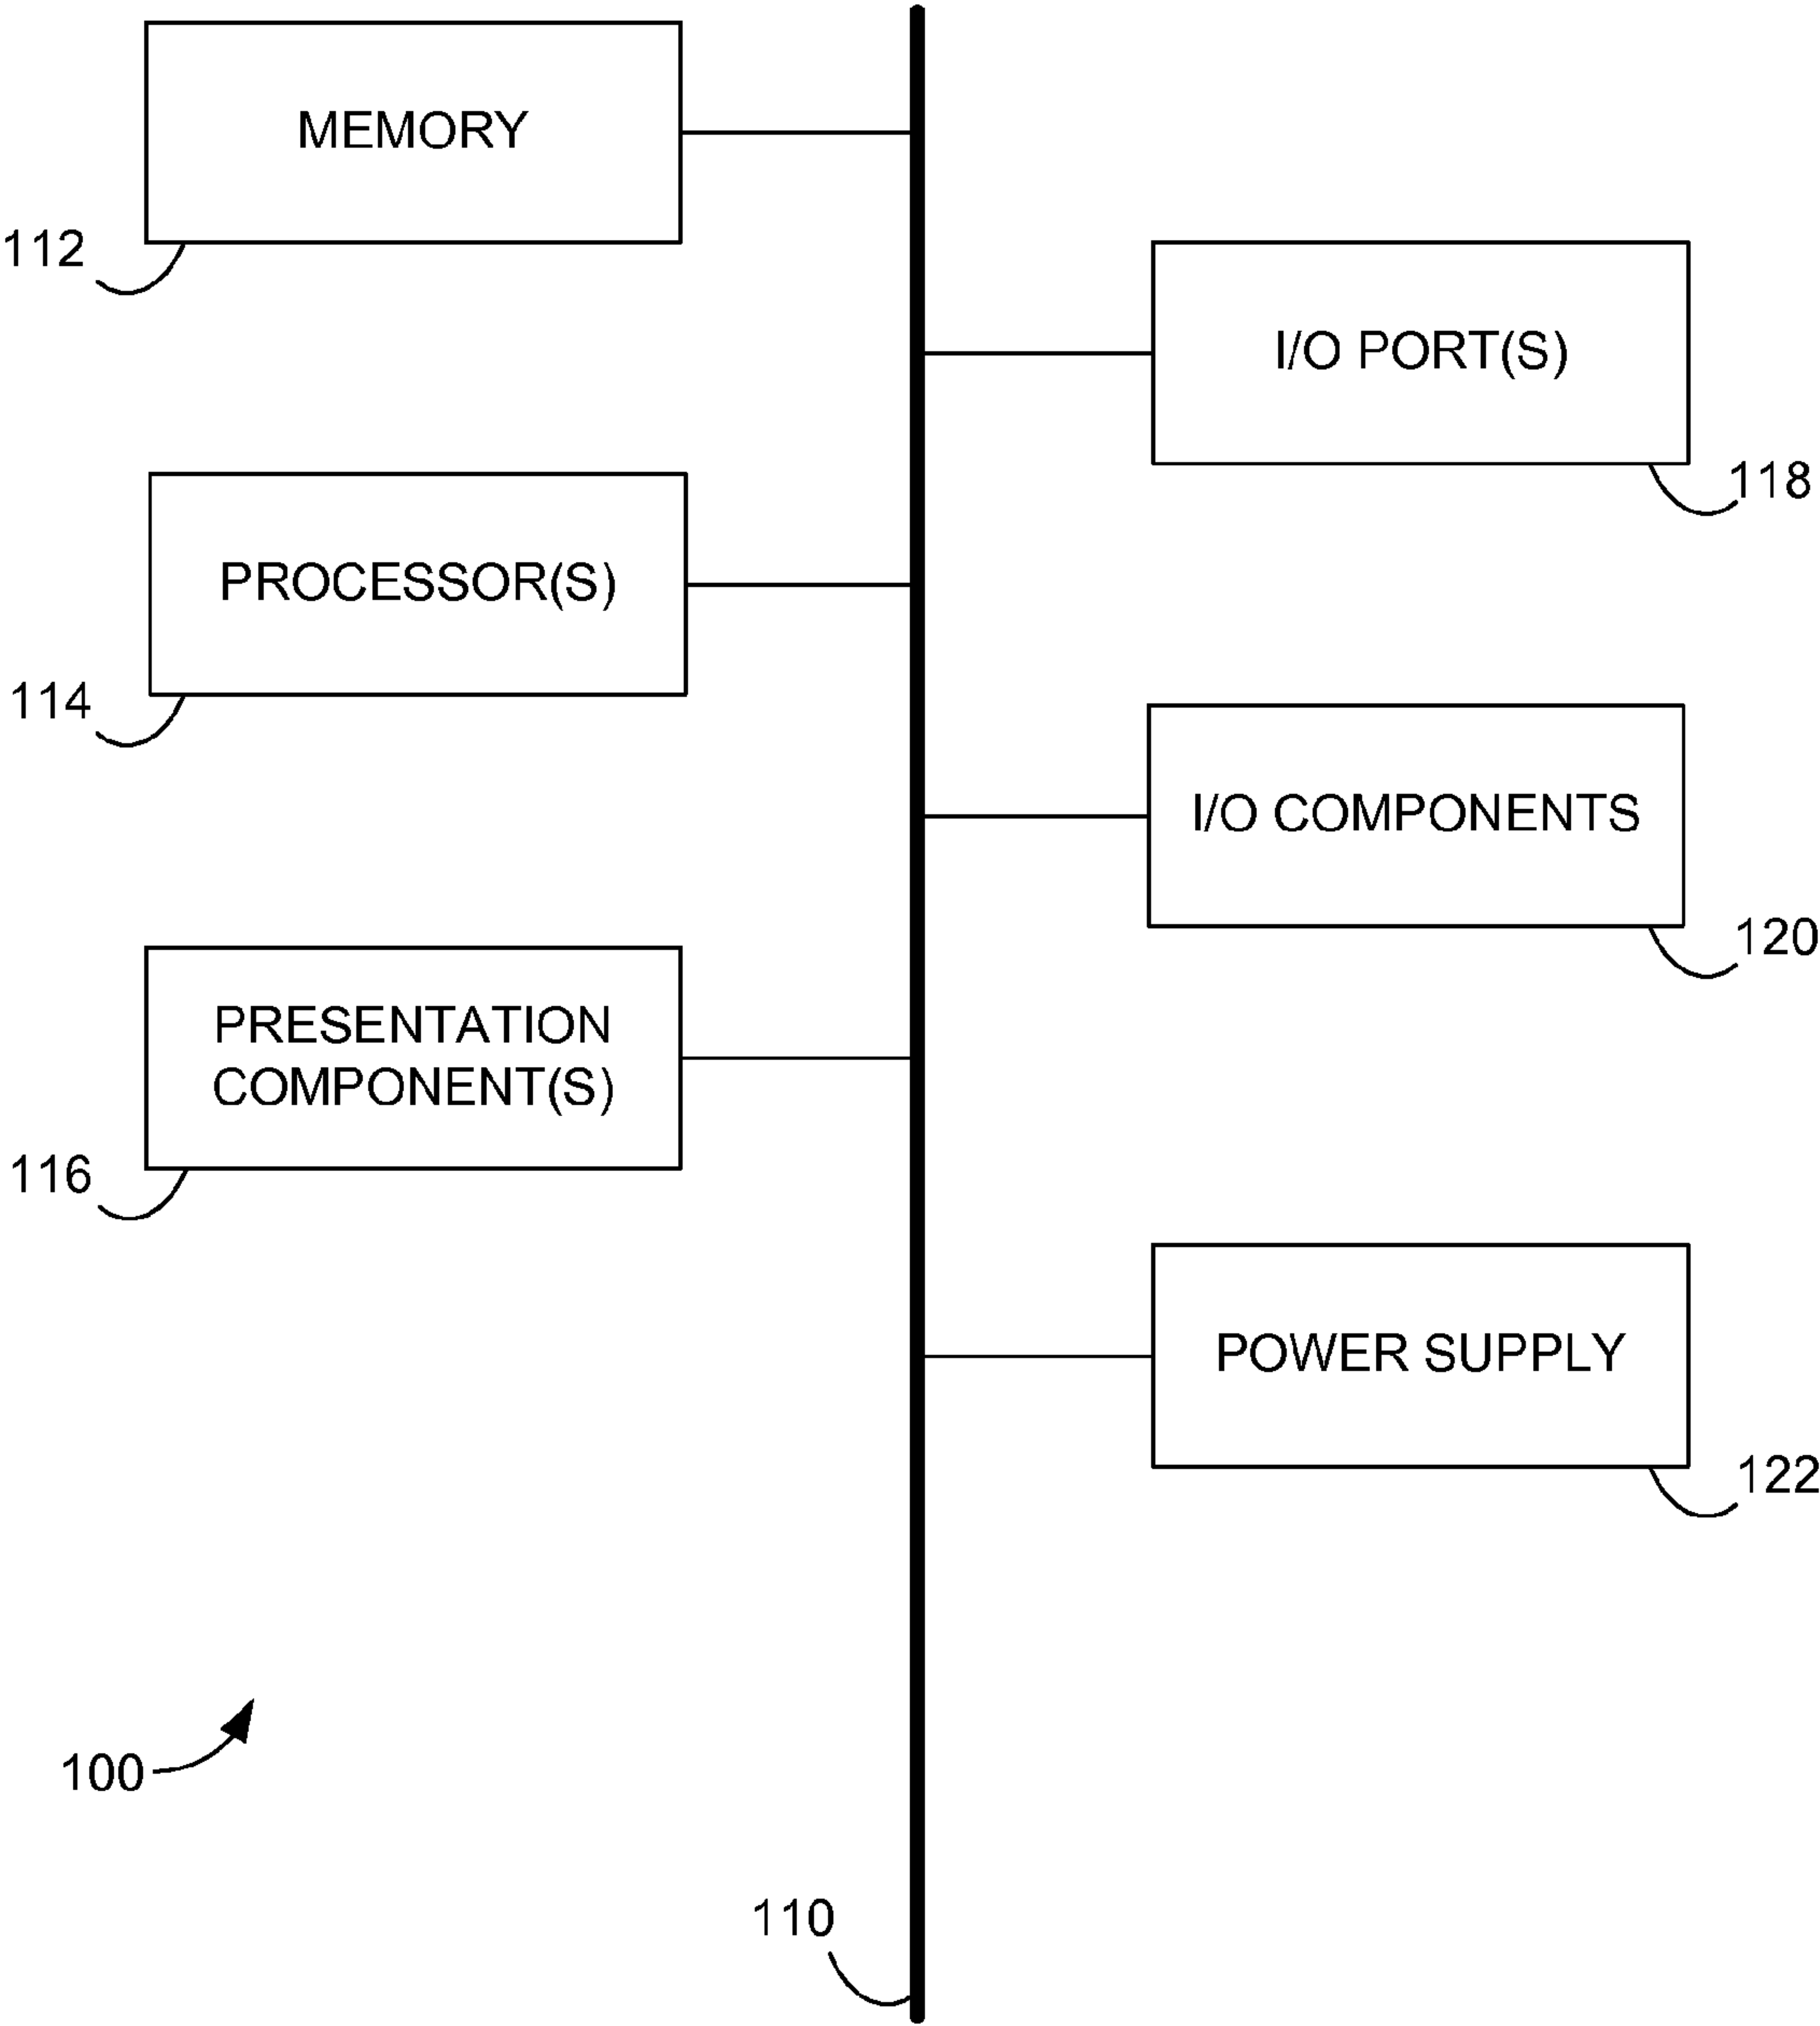 MEMORY
112
I/O PORT(S)
118
PROCESSOR(S)
114
I/O COMPONENTS
120
PRESENTATION
COMPONENT(S)
116
POWER SUPPLY
122
100
110